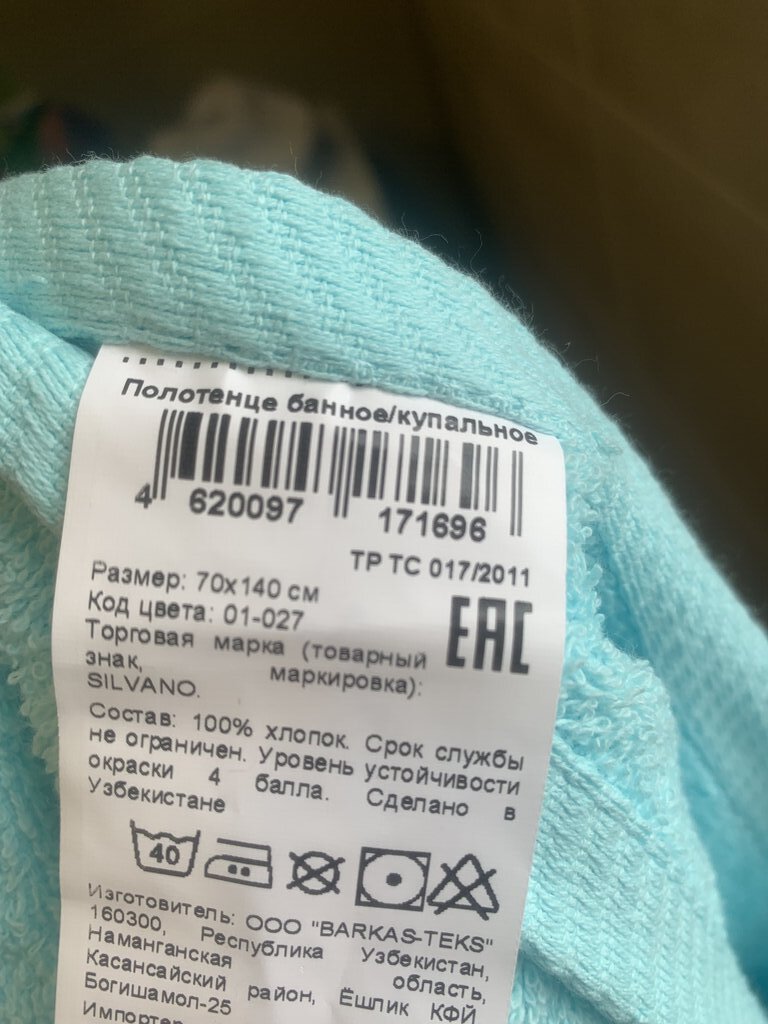 Полотенце банное/купальное
4 620097 171696
ТР ТС 017/2011
Размер: 70х140 см
Код цвета: 01-027
EAC
Торговая марка (товарный
знак, маркировка):
SILVANO.
Состав: 100% хлопок. Срок службы
не ограничен. Уровень устойчивости
окраски 4 балла. Сделано в
Узбекистане
40
Изготовитель: ООО "BARKAS-TEKS"
160300, Республика Узбекистан,
Наманганская область,
Касансайский район, Ёшлик КФЙ,
Богишамол-25